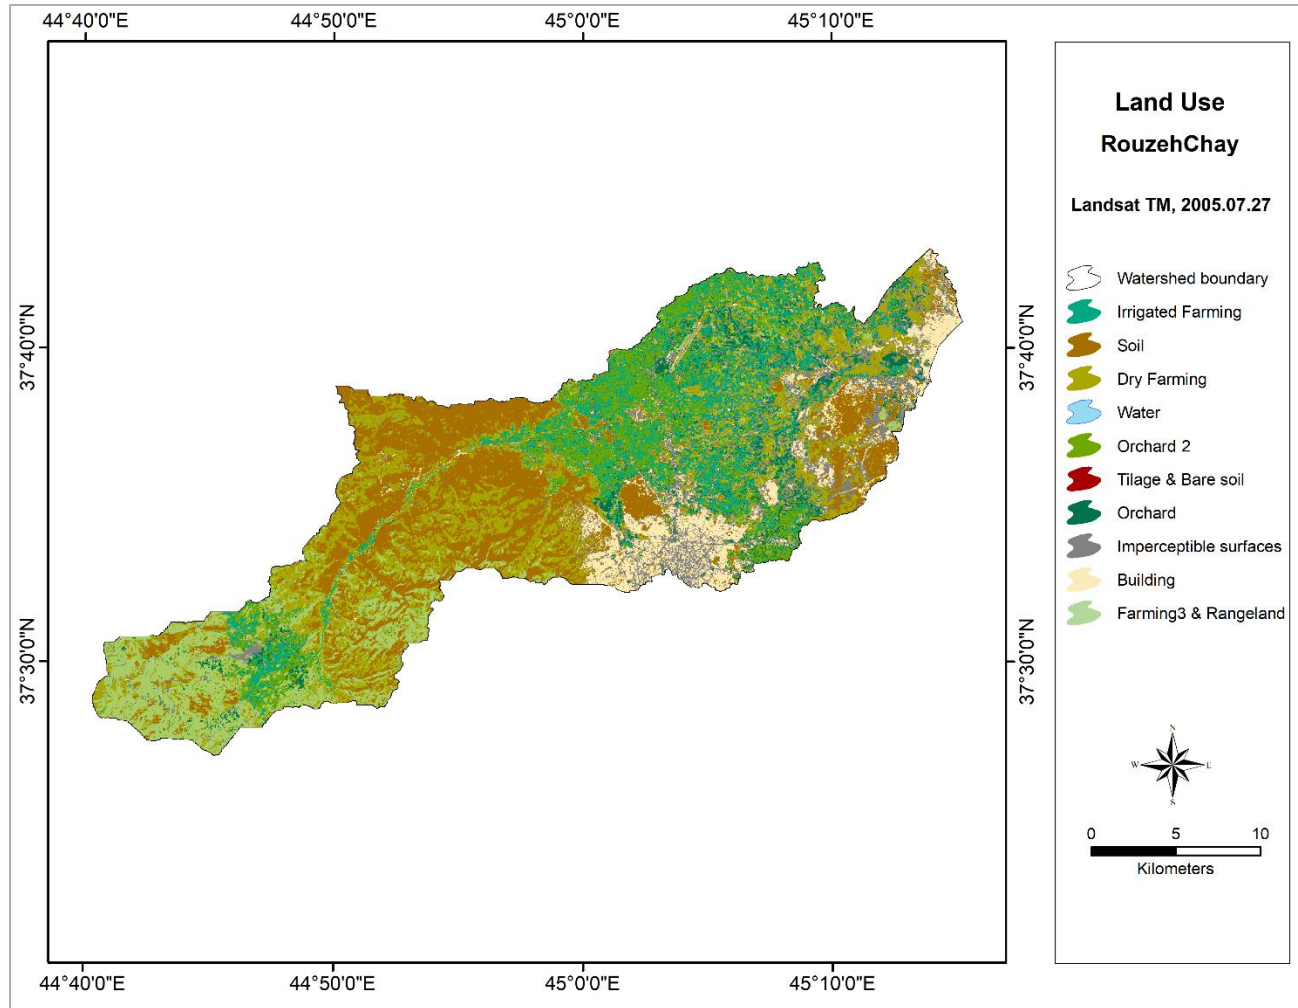 44°40'0"E 44°50'0"E 45°0'0"E 45°10'0"E
37°40'0"N
37°30'0"N
37°40'0"N
37°30'0"N
44°40'0"E 44°50'0"E 45°0'0"E 45°10'0"E
Land Use
RouzehChay
Landsat TM, 2005.07.27
Watershed boundary
Irrigated Farming
Soil
Dry Farming
Water
Orchard 2
Tilage & Bare soil
Orchard
Imperceptible surfaces
Building
Farming3 & Rangeland
N
W E
S
0 5 10
Kilometers